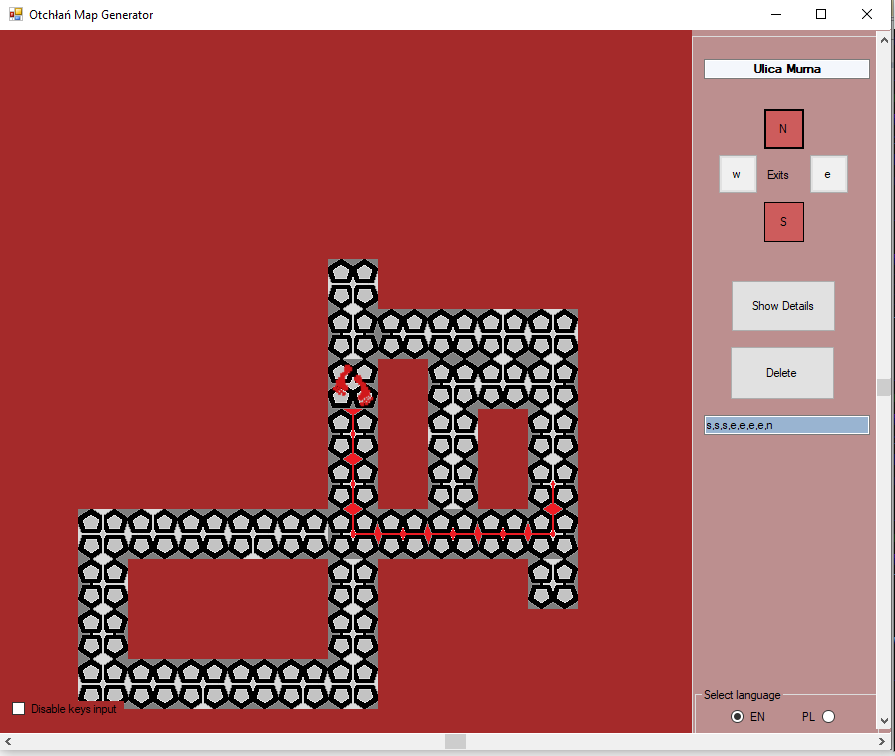 Otchłań Map Generator
Ulica Murna
N
w Exits e
S
Show Details
Delete
s,s,s,e,e,e,e,n
Select language
Disable keys input
EN PL